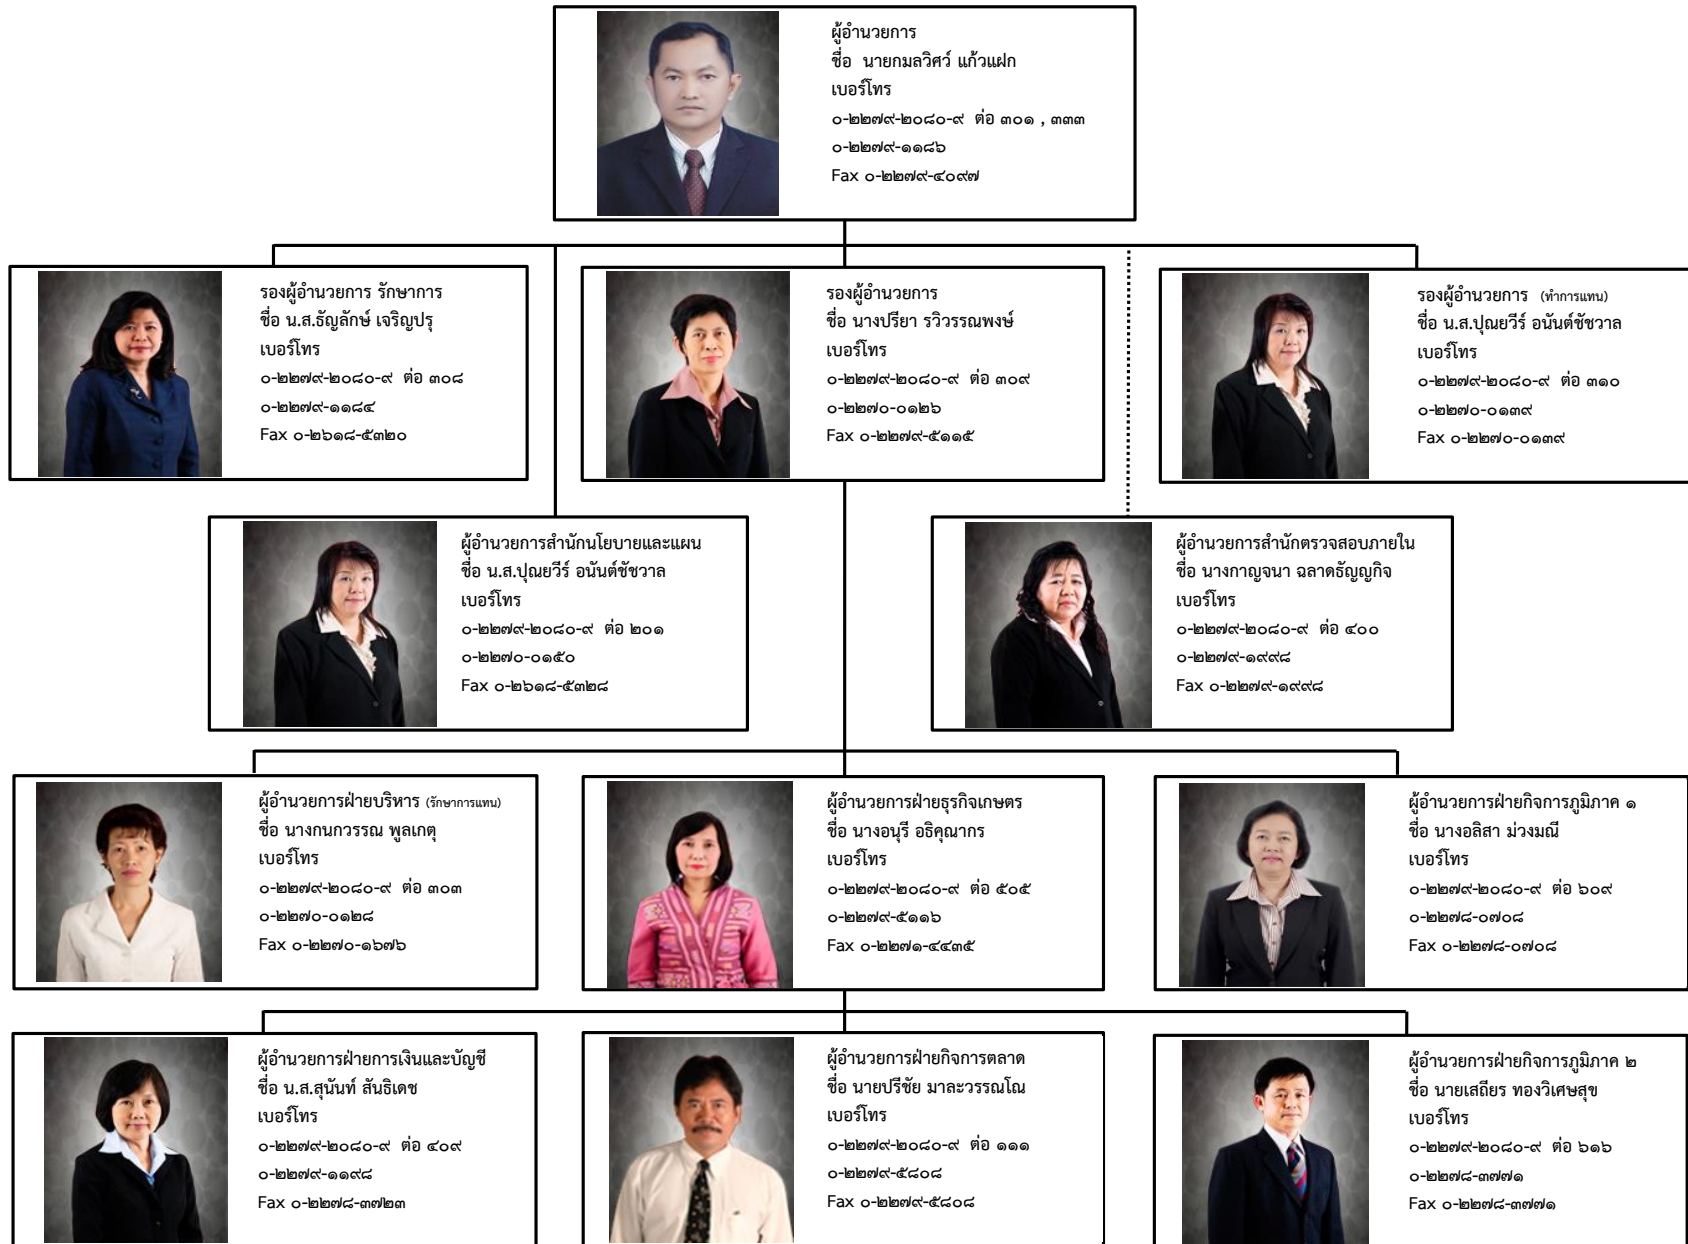 ผู้อำนวยการ
ชื่อ นายกมลวิศว์ แก้วแฝก
เบอร์โทร
๐-๒๒๗๙-๒๐๘๐-๙ ต่อ ๓๐๑ , ๓๓๓
๐-๒๒๗๙-๑๑๘๖
Fax ๐-๒๒๗๙-๔๐๙๗
รองผู้อำนวยการ รักษาการ
ชื่อ น.ส.ธัญลักษ์ เจริญปรุ
เบอร์โทร
๐-๒๒๗๙-๒๐๘๐-๙ ต่อ ๓๐๘
๐-๒๒๗๙-๑๑๘๔
Fax ๐-๒๖๑๘-๕๓๒๐
รองผู้อำนวยการ
ชื่อ นางปรียา รวิวรรณพงษ์
เบอร์โทร
๐-๒๒๗๙-๒๐๘๐-๙ ต่อ ๓๐๙
๐-๒๒๗๐-๐๑๒๖
Fax ๐-๒๒๗๙-๕๑๑๕
รองผู้อำนวยการ (ทำการแทน)
ชื่อ น.ส.ปุณยวีร์ อนันต์ชัชวาล
เบอร์โทร
๐-๒๒๗๙-๒๐๘๐-๙ ต่อ ๓๑๐
๐-๒๒๗๐-๐๑๓๙
Fax ๐-๒๒๗๐-๐๑๓๙
ผู้อำนวยการสำนักนโยบายและแผน
ชื่อ น.ส.ปุณยวีร์ อนันต์ชัชวาล
เบอร์โทร
๐-๒๒๗๙-๒๐๘๐-๙ ต่อ ๒๐๑
๐-๒๒๗๐-๐๑๕๐
Fax ๐-๒๖๑๘-๕๓๒๘
ผู้อำนวยการสำนักตรวจสอบภายใน
ชื่อ นางกาญจนา ฉลาดธัญญกิจ
เบอร์โทร
๐-๒๒๗๙-๒๐๘๐-๙ ต่อ ๔๐๐
๐-๒๒๗๙-๑๙๙๘
Fax ๐-๒๒๗๙-๑๙๙๘
ผู้อำนวยการฝ่ายบริหาร (รักษาการแทน)
ชื่อ นางกนกวรรณ พูลเกตุ
เบอร์โทร
๐-๒๒๗๙-๒๐๘๐-๙ ต่อ ๓๐๓
๐-๒๒๗๐-๐๑๒๘
Fax ๐-๒๒๗๐-๑๖๗๖
ผู้อำนวยการฝ่ายธุรกิจเกษตร
ชื่อ นางอนุรี อธิคุณากร
เบอร์โทร
๐-๒๒๗๙-๒๐๘๐-๙ ต่อ ๕๐๕
๐-๒๒๗๙-๕๑๑๖
Fax ๐-๒๒๗๑-๔๔๓๕
ผู้อำนวยการฝ่ายกิจการภูมิภาค ๑
ชื่อ นางอลิสา ม่วงมณี
เบอร์โทร
๐-๒๒๗๙-๒๐๘๐-๙ ต่อ ๖๐๙
๐-๒๒๗๘-๐๗๐๘
Fax ๐-๒๒๗๘-๐๗๐๘
ผู้อำนวยการฝ่ายการเงินและบัญชี
ชื่อ น.ส.สุนันท์ สันธิเดช
เบอร์โทร
๐-๒๒๗๙-๒๐๘๐-๙ ต่อ ๔๐๙
๐-๒๒๗๙-๑๑๙๘
Fax ๐-๒๒๗๘-๓๗๒๓
ผู้อำนวยการฝ่ายกิจการตลาด
ชื่อ นายปรีชัย มาละวรรณโณ
เบอร์โทร
๐-๒๒๗๙-๒๐๘๐-๙ ต่อ ๑๑๑
๐-๒๒๗๙-๕๘๐๘
Fax ๐-๒๒๗๙-๕๘๐๘
ผู้อำนวยการฝ่ายกิจการภูมิภาค ๒
ชื่อ นายเสถียร ทองวิเศษสุข
เบอร์โทร
๐-๒๒๗๙-๒๐๘๐-๙ ต่อ ๖๑๖
๐-๒๒๗๘-๓๗๗๑
Fax ๐-๒๒๗๘-๓๗๗๑